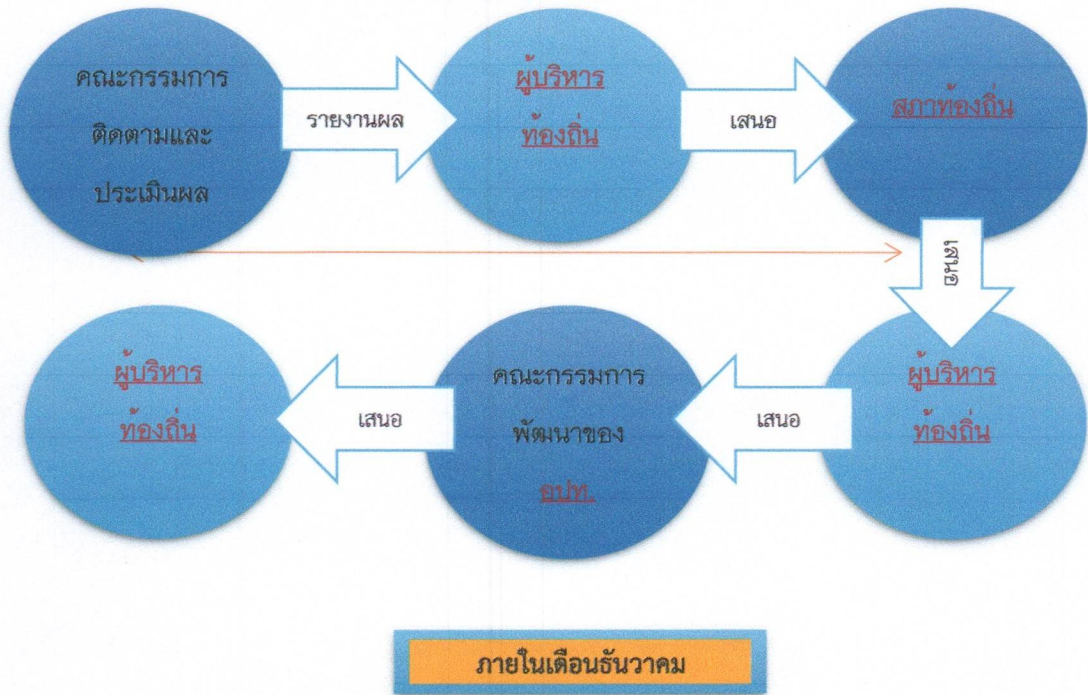 คณะกรรมการ
ติดตามและ
ประเมินผล
รายงานผล
ผู้บริหาร
ท้องถิ่น
เสนอ
สภาท้องถิ่น
เสนอ
ผู้บริหาร
ท้องถิ่น
เสนอ
คณะกรรมการ
พัฒนาของ
อปท.
เสนอ
ผู้บริหาร
ท้องถิ่น
ภายในเดือนธันวาคม